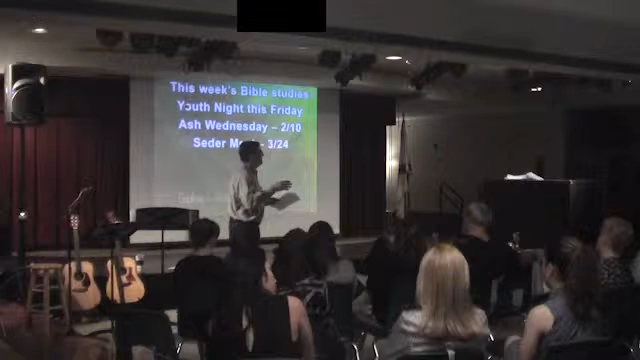 This week's Bible studies
Youth Night this Friday
Ash Wednesday – 2/10
Seder - 3/24